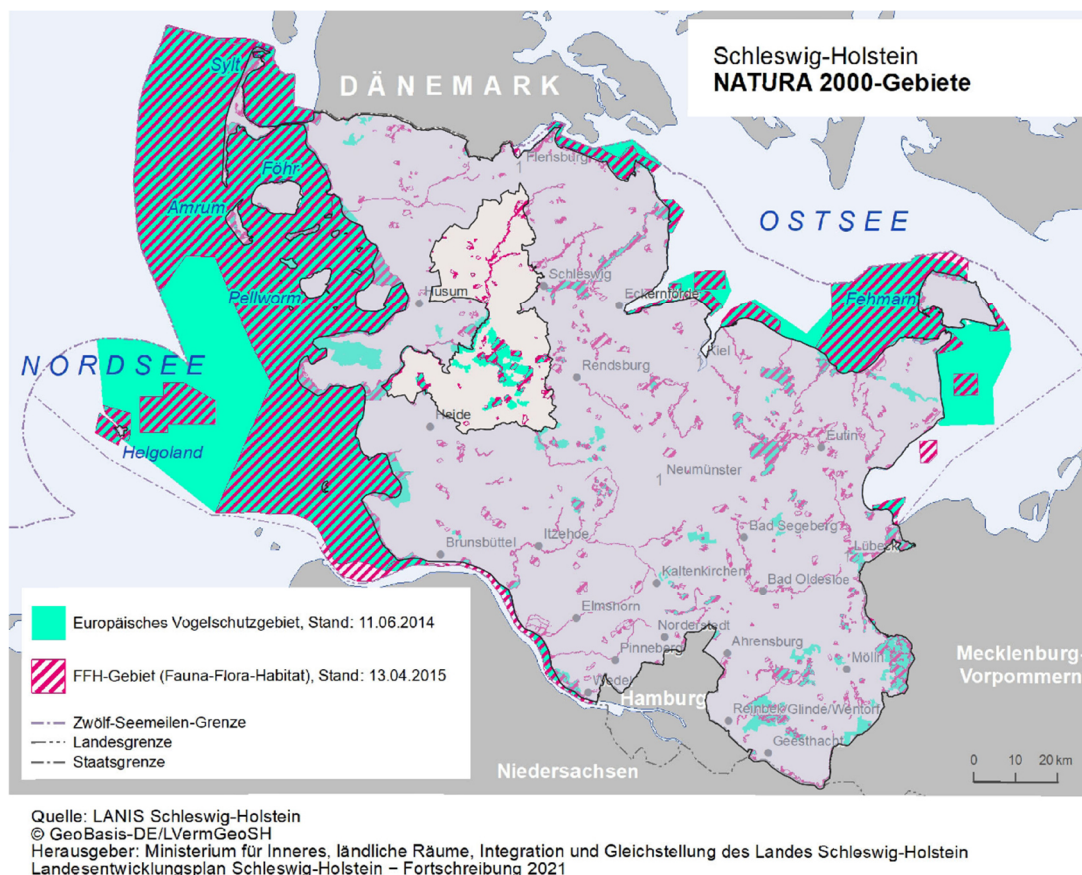 Schleswig-Holstein
NATURA 2000-Gebiete
DÄNEMARK
Sylt
Flensburg
Föhr
Amrum
OSTSEE
Schleswig
Husum
Eckernförde
Pellworm
Fehmarn
NORDSEE
Kiel
Rendsburg
Heide
Helgoland
Eutin
Neumünster
Itzehoe
Bad Segeberg
Brunsbüttel
Lübeck
Kaltenkirchen
Bad Oldesloe
Elmshorn
Norderstedt
Ahrensburg
Pinneberg
Mölln
Mecklenburg-
Vorpommern
Wedel
Hamburg
Reinbek/Glinde/Wentorf
Geesthacht
Niedersachsen
Europäisches Vogelschutzgebiet, Stand: 11.06.2014
FFH-Gebiet (Fauna-Flora-Habitat), Stand: 13.04.2015
Zwölf-Seemeilen-Grenze
Landesgrenze
Staatsgrenze
0 10 20 km
Quelle: LANIS Schleswig-Holstein
© GeoBasis-DE/LVermGeoSH
Herausgeber: Ministerium für Inneres, ländliche Räume, Integration und Gleichstellung des Landes Schleswig-Holstein
Landesentwicklungsplan Schleswig-Holstein – Fortschreibung 2021